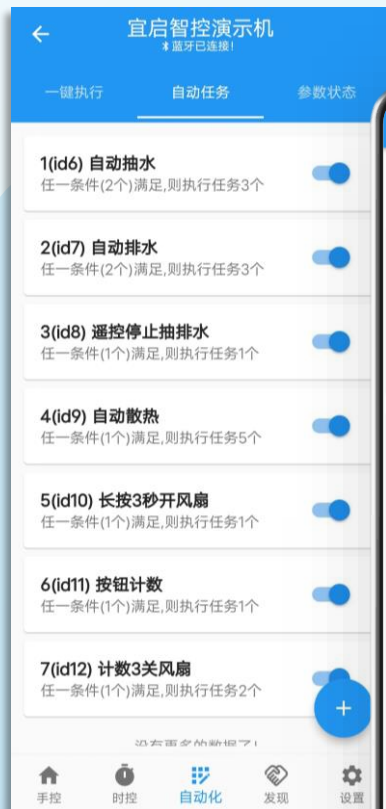 宜启智控演示机
蓝牙已连接!
一键执行 自动任务 参数状态
1(id6) 自动抽水
任一条件(2个)满足,则执行任务3个
2(id7) 自动排水
任一条件(2个)满足,则执行任务3个
3(id8) 遥控停止抽排水
任一条件(1个)满足,则执行任务1个
4(id9) 自动散热
任一条件(1个)满足,则执行任务5个
5(id10) 长按3秒开风扇
任一条件(1个)满足,则执行任务1个
6(id11) 按钮计数
任一条件(1个)满足,则执行任务1个
7(id12) 计数3关风扇
任一条件(1个)满足,则执行任务2个
没有更多的数据了!
手控 时控 自动化 发现 设置